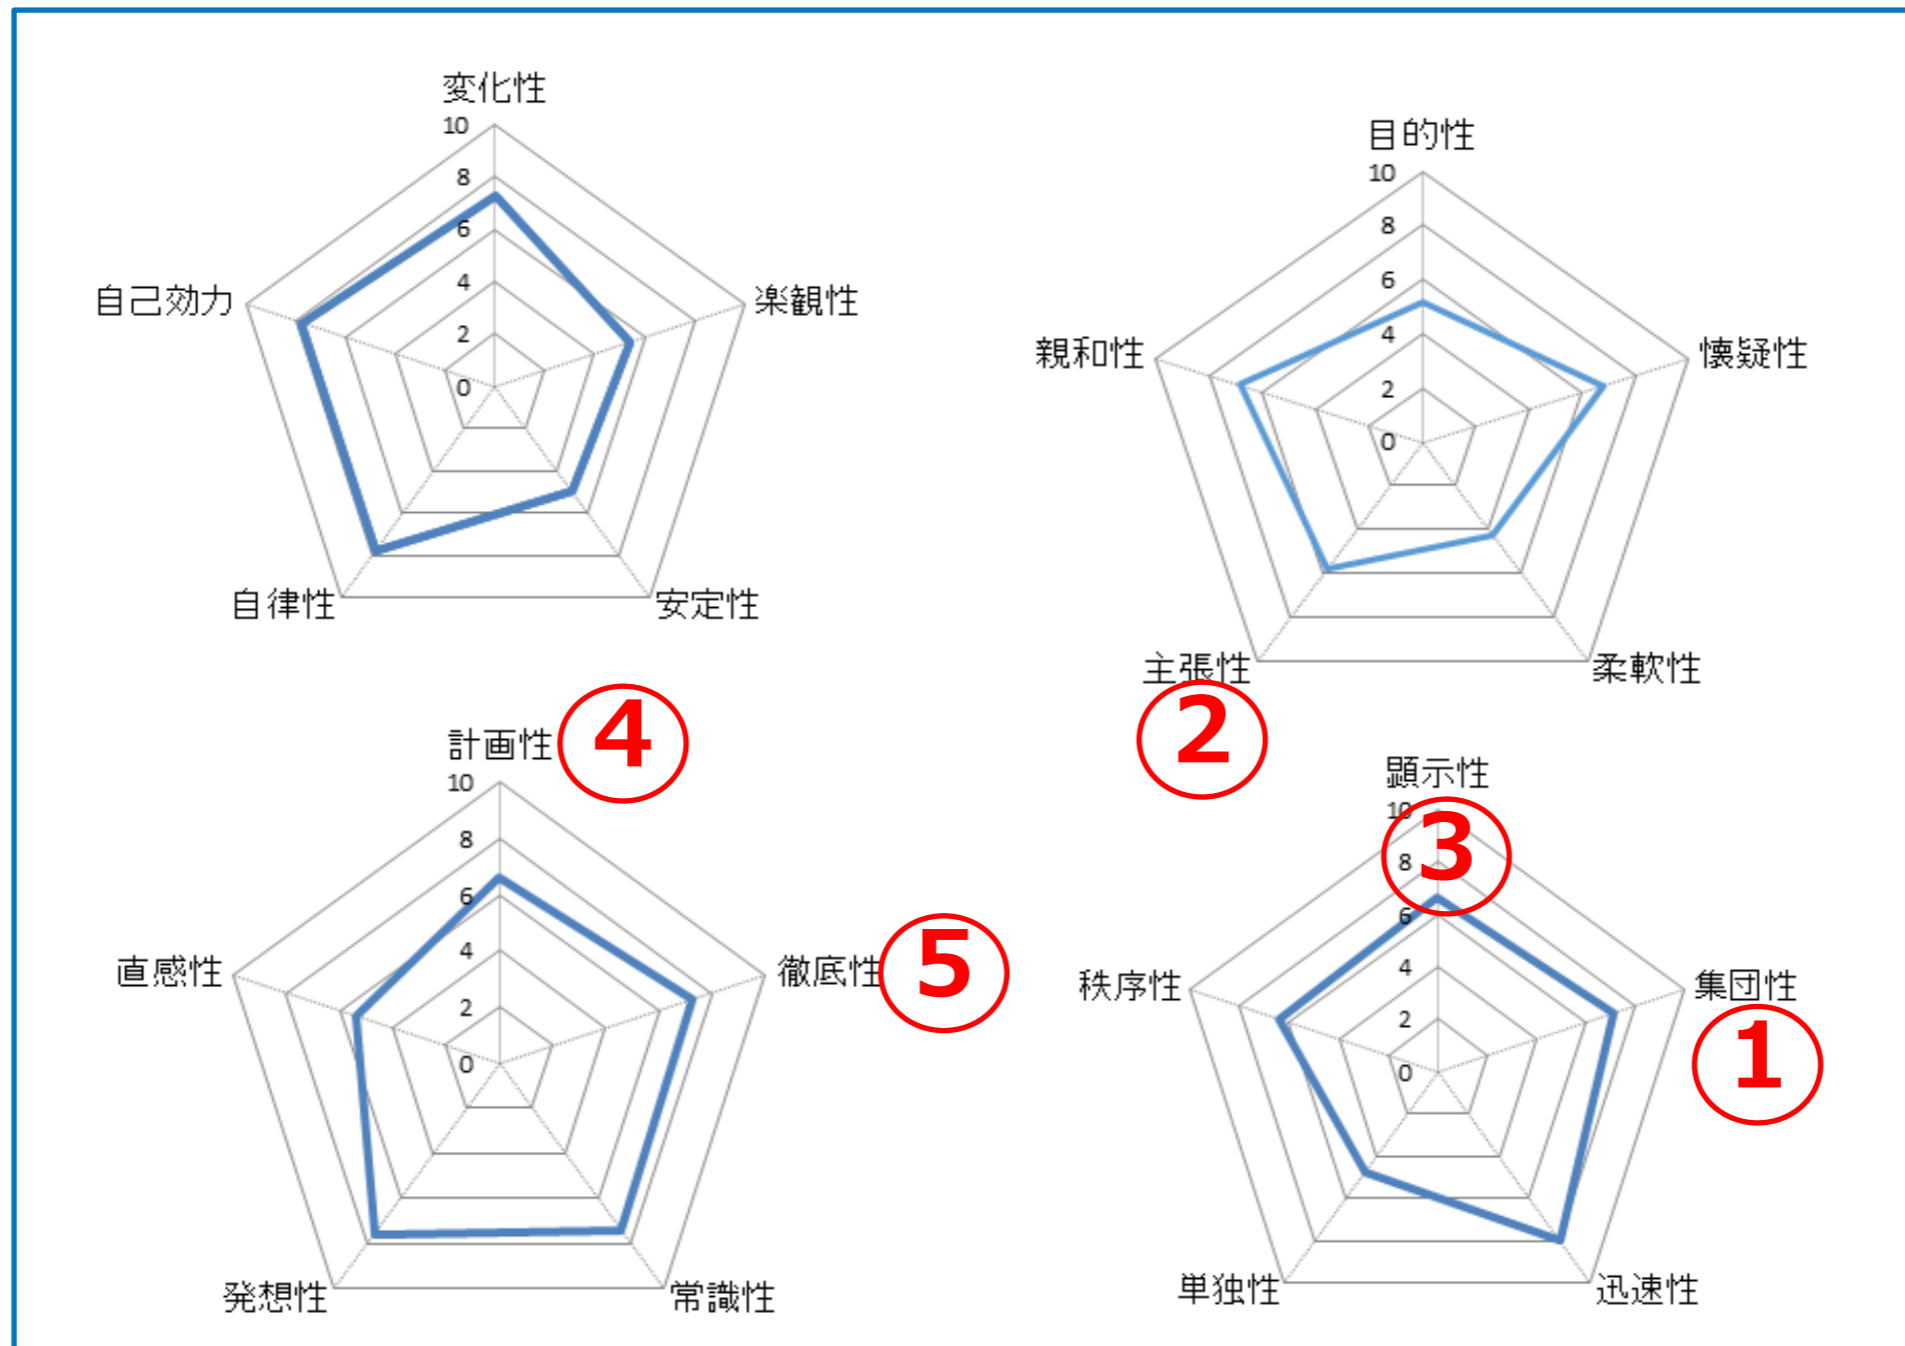 変化性
10
8
6
4
2
0
楽観性
安定性
自律性
自己効力
目的性
10
8
6
4
2
0
懐疑性
柔軟性
主張性
親和性
②
計画性
④
10
8
6
4
2
0
徹底性
⑤
常識性
発想性
直感性
顕示性
③
10
8
6
4
2
0
集団性
①
迅速性
単独性
秩序性